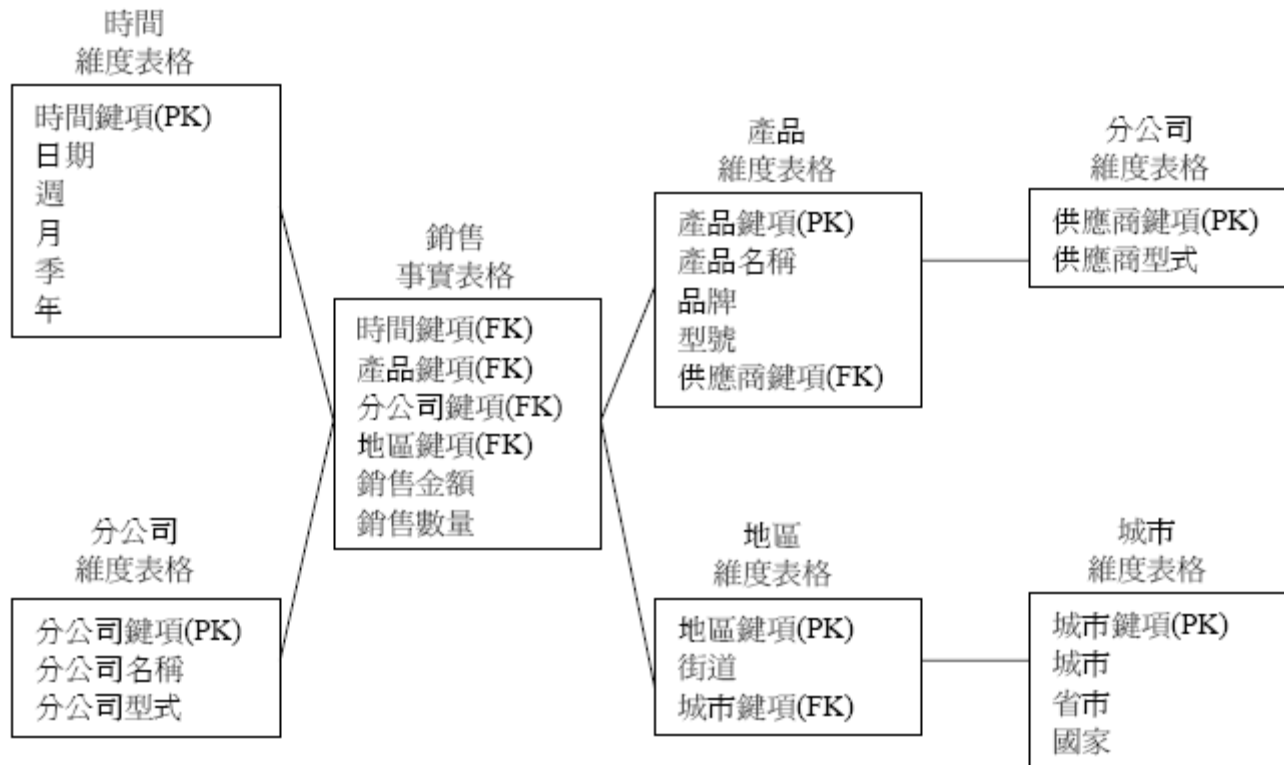 時間
維度表格
時間鍵項(PK)
日期
週
月
季
年
分公司
維度表格
分公司鍵項(PK)
分公司名稱
分公司型式
銷售
事實表格
時間鍵項(FK)
產品鍵項(FK)
分公司鍵項(FK)
地區鍵項(FK)
銷售金額
銷售數量
產品
維度表格
產品鍵項(PK)
產品名稱
品牌
型號
供應商鍵項(FK)
分公司
維度表格
供應商鍵項(PK)
供應商型式
地區
維度表格
地區鍵項(PK)
街道
城市鍵項(FK)
城市
維度表格
城市鍵項(PK)
城市
省市
國家